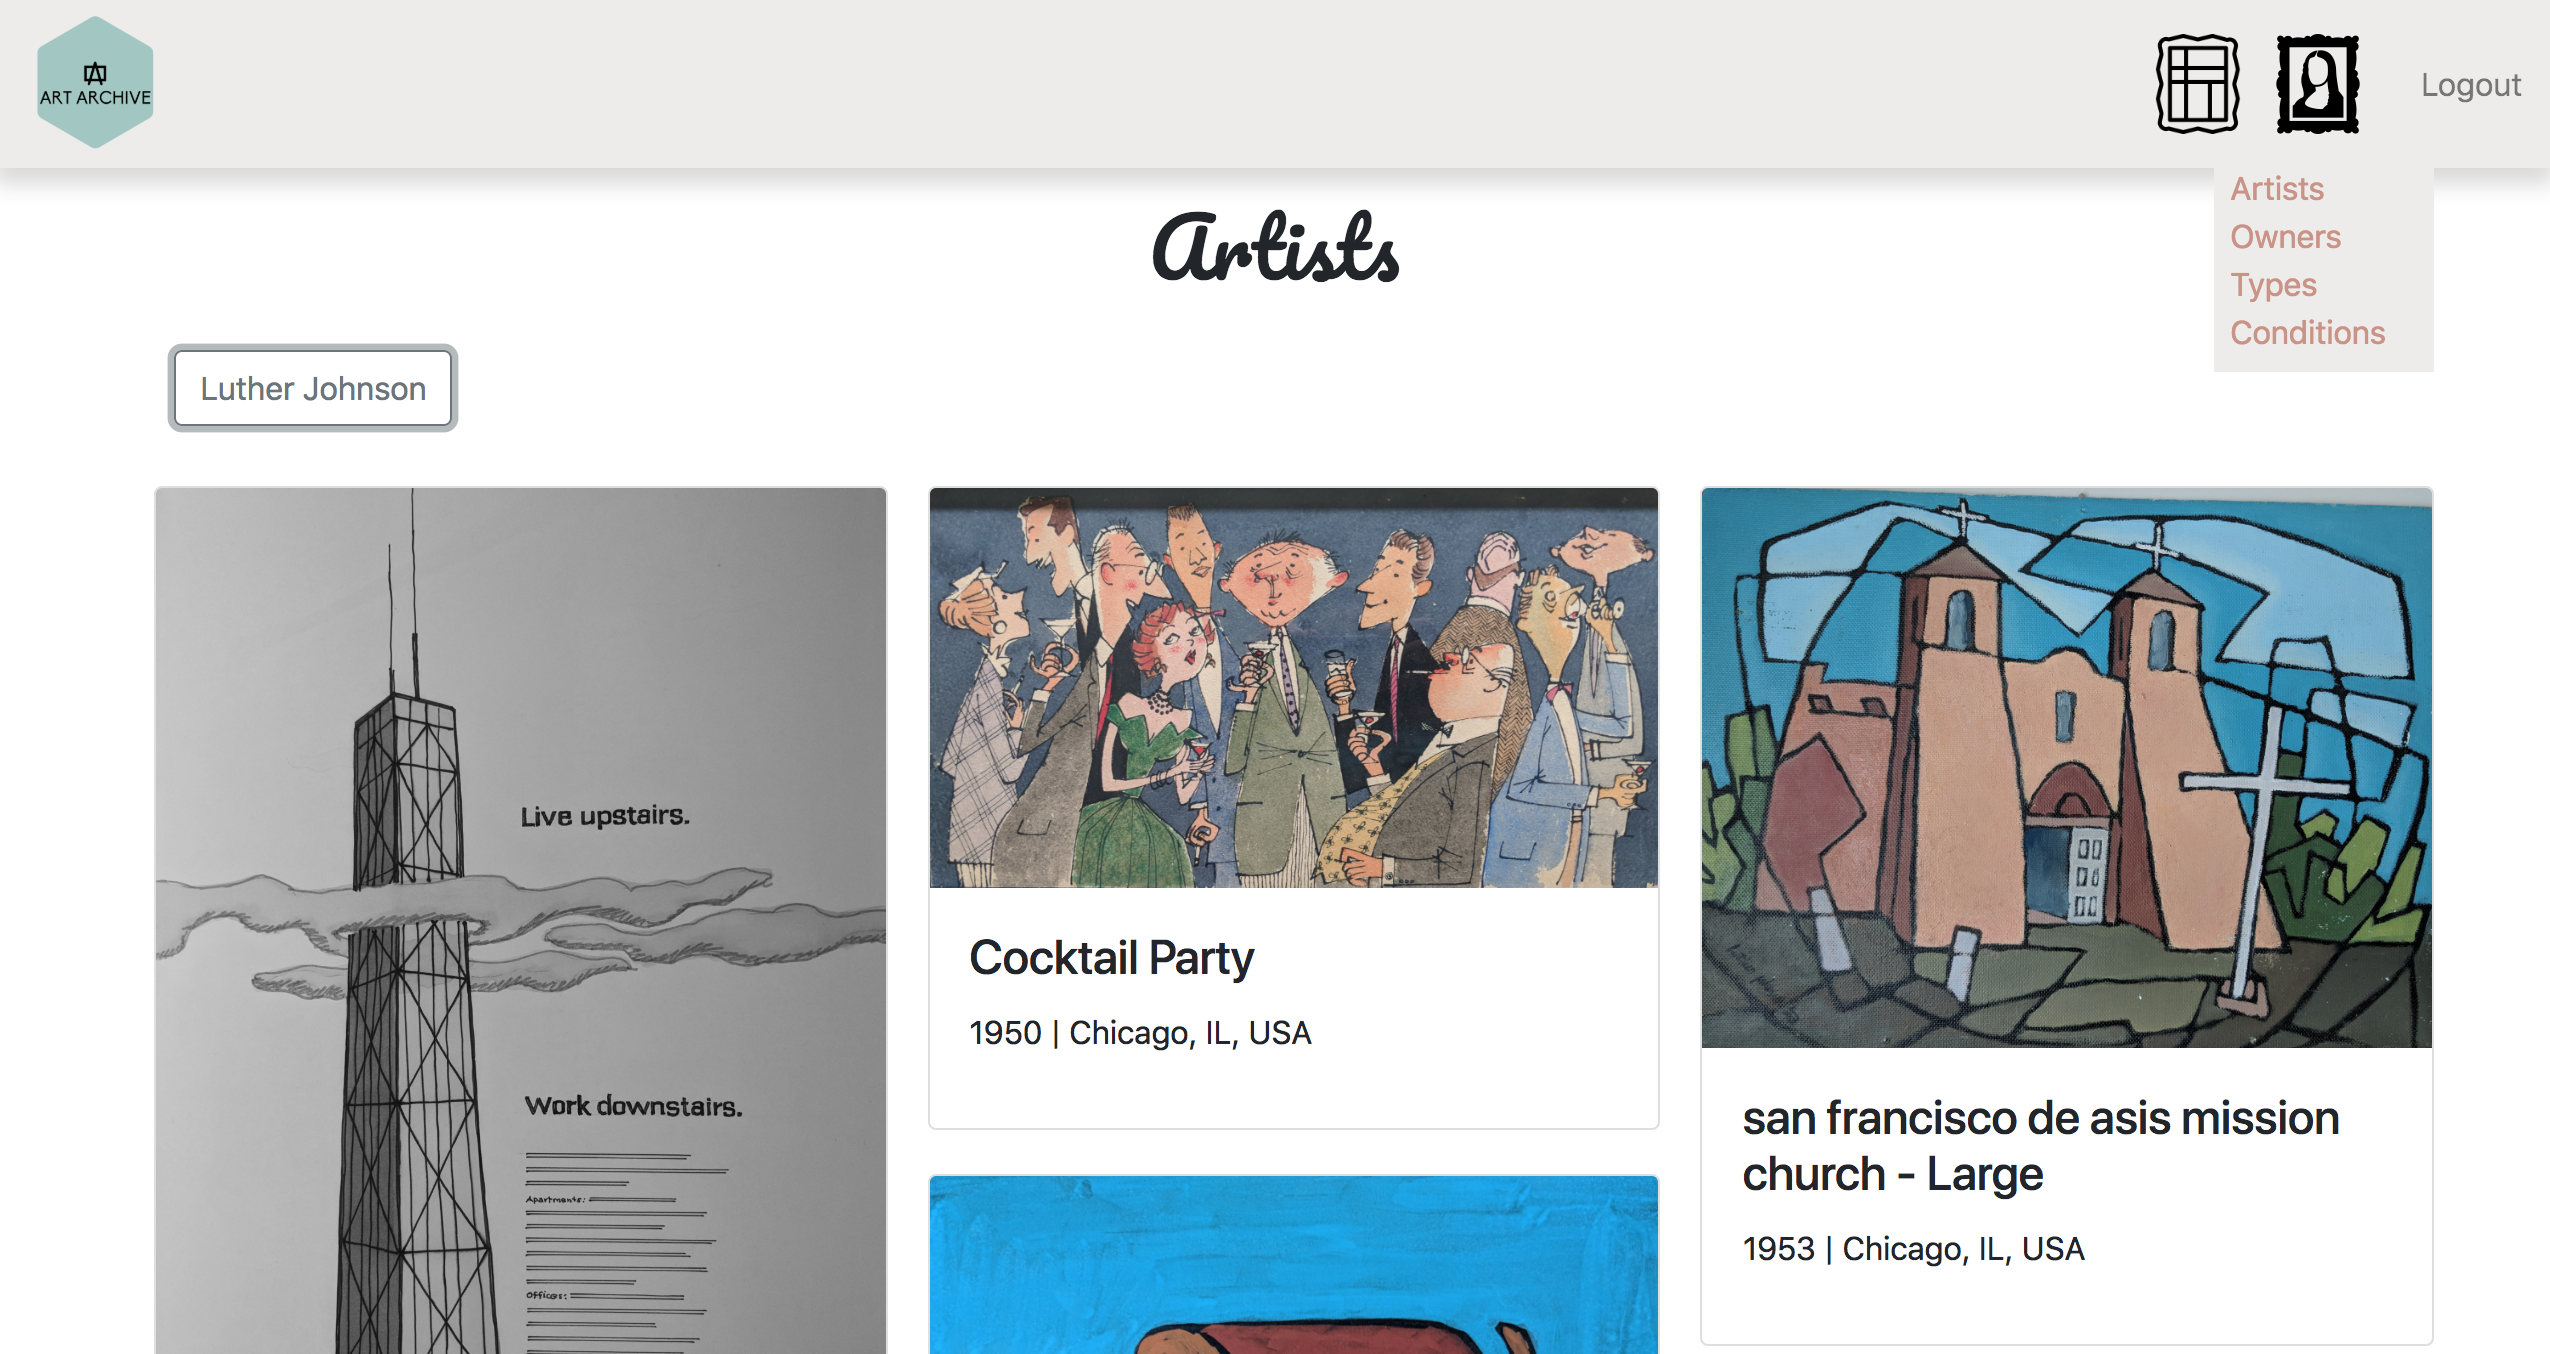 ART ARCHIVE
Logout
Artists
Owners
Types
Conditions
Artists
Luther Johnson
Live upstairs.
Work downstairs.
Apartments:
Offices:
Cocktail Party
1950 | Chicago, IL, USA
san francisco de asis mission
church - Large
1953 | Chicago, IL, USA